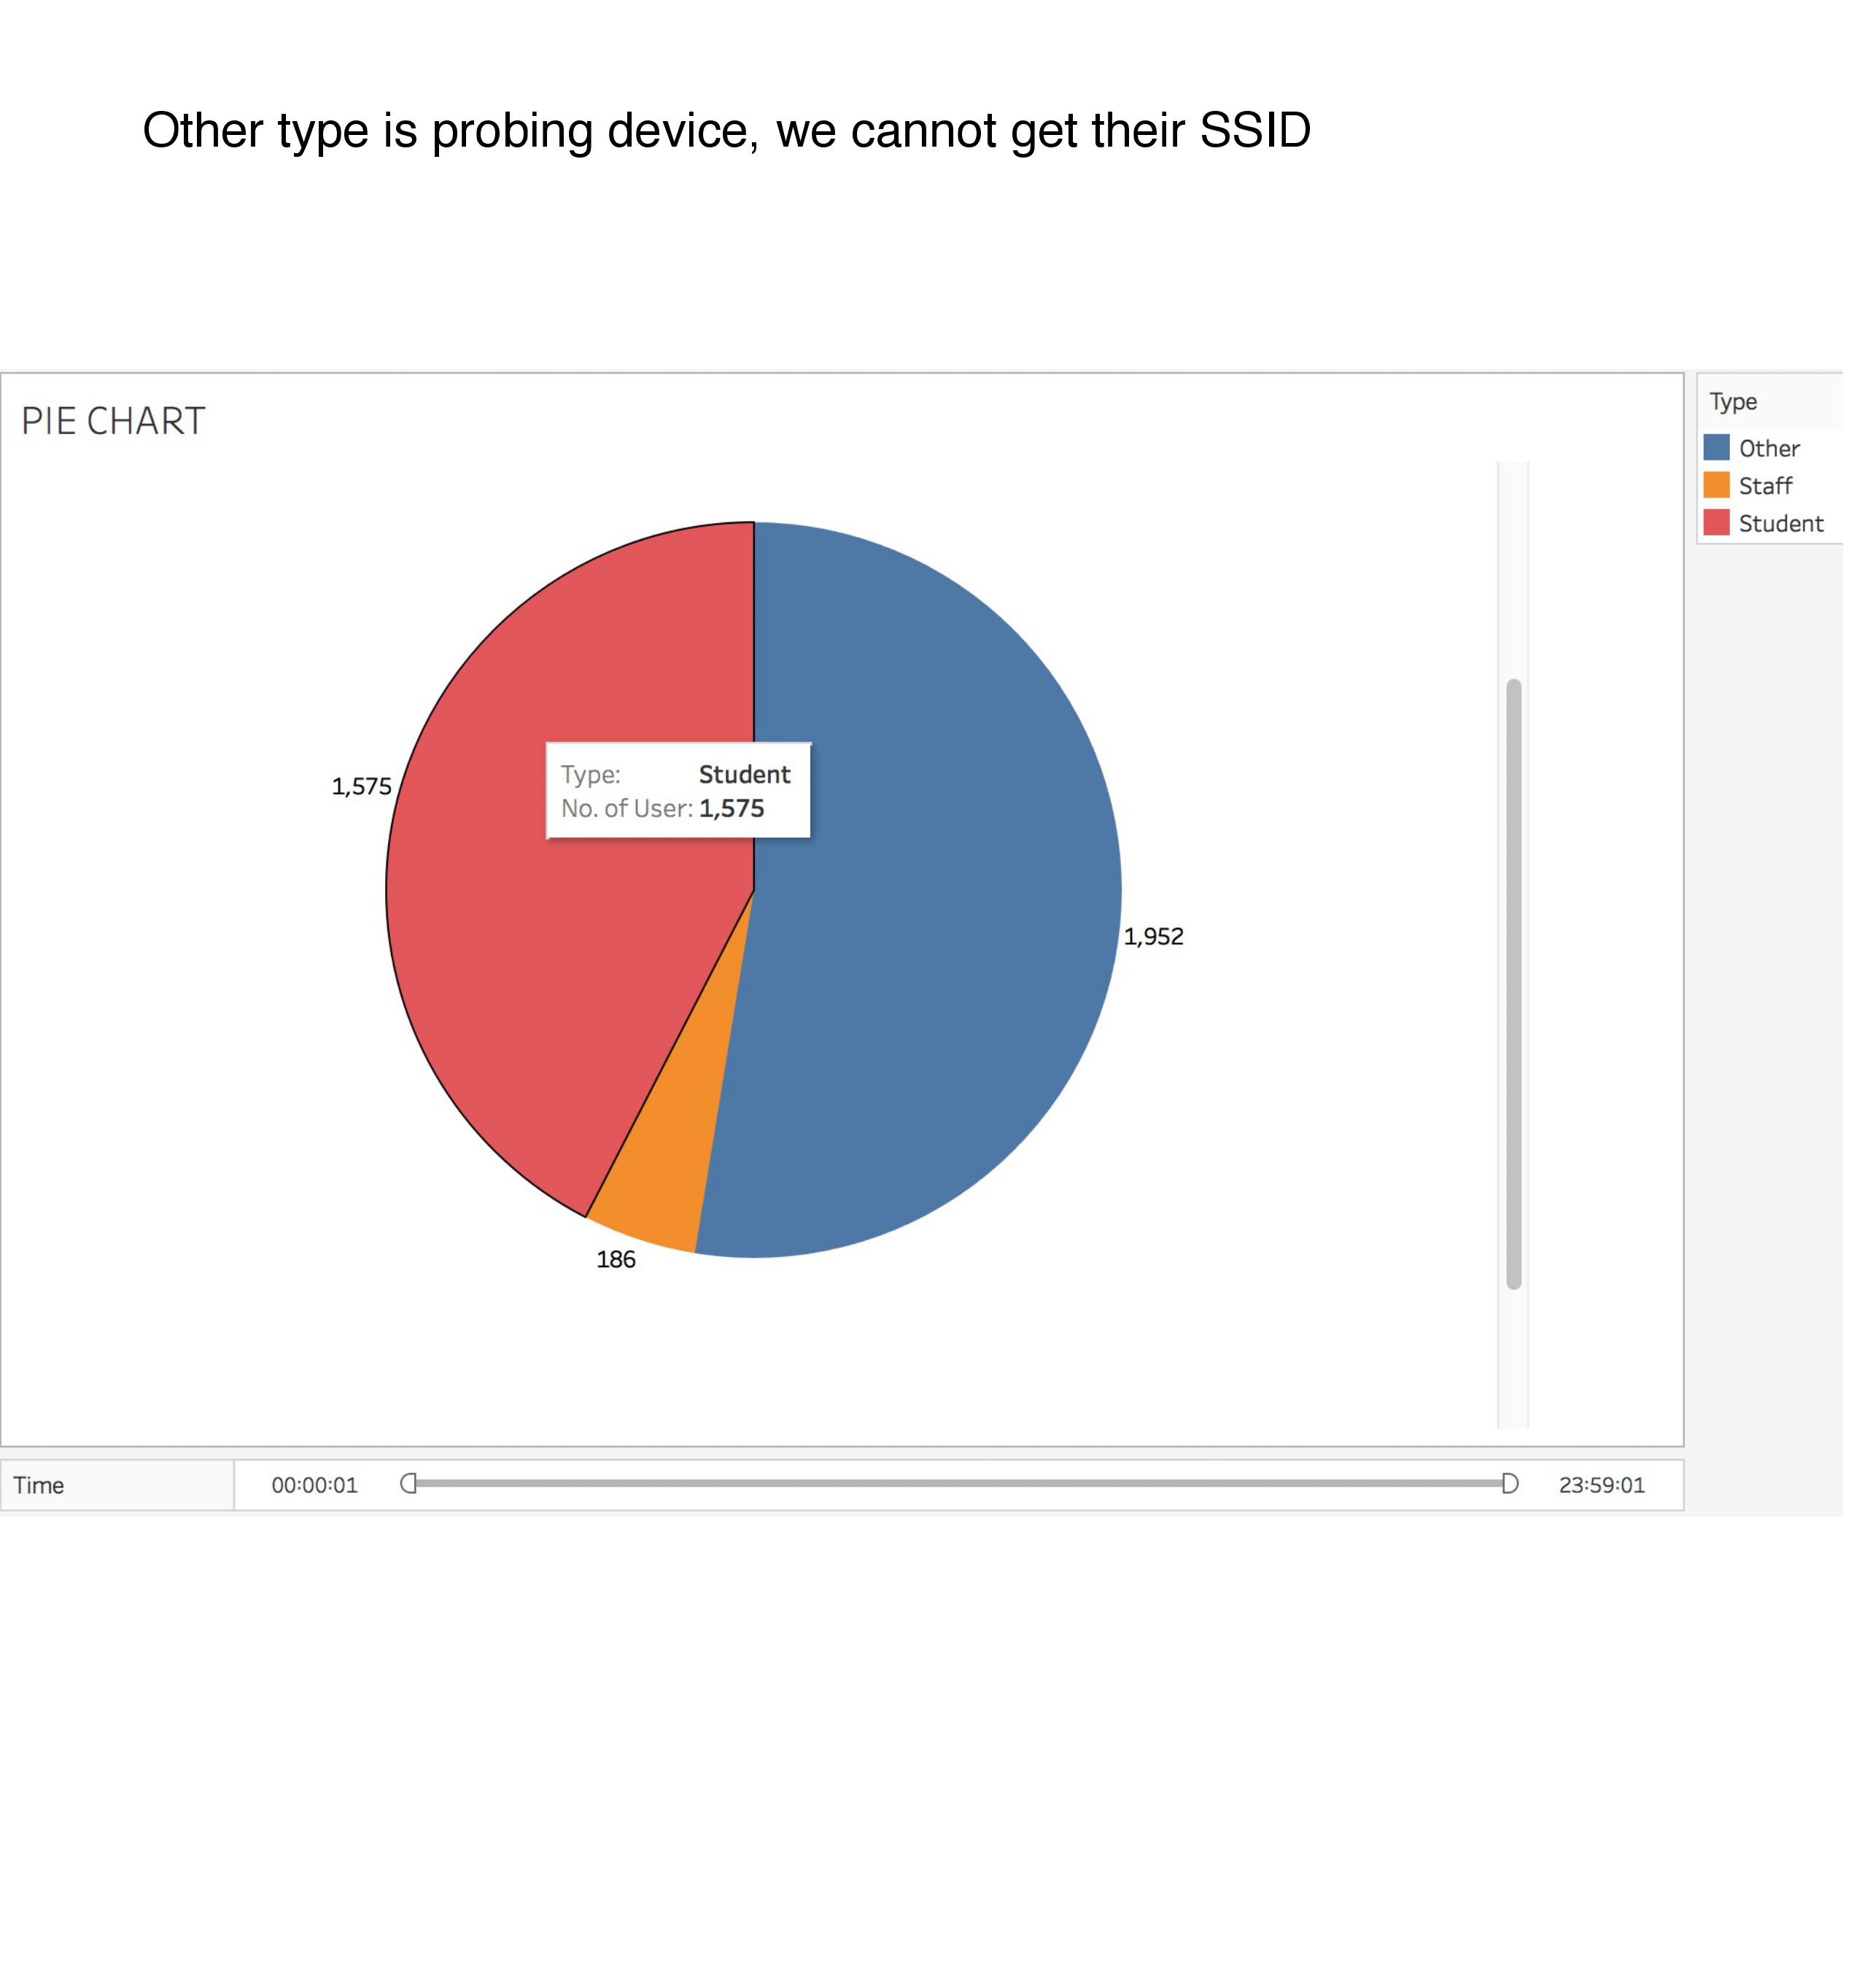 Other type is probing device, we cannot get their SSID
PIE CHART
Type
Other
Staff
Student
1,575
Type: Student
No. of User: 1,575
1,952
186
Time 00:00:01 23:59:01